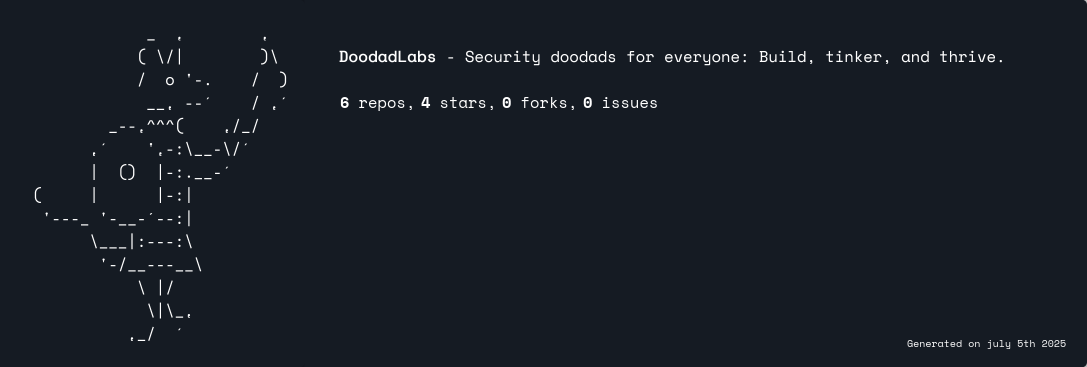 DoodadLabs - Security doodads for everyone: Build, tinker, and thrive.
6 repos, 4 stars, 0 forks, 0 issues
Generated on july 5th 2025